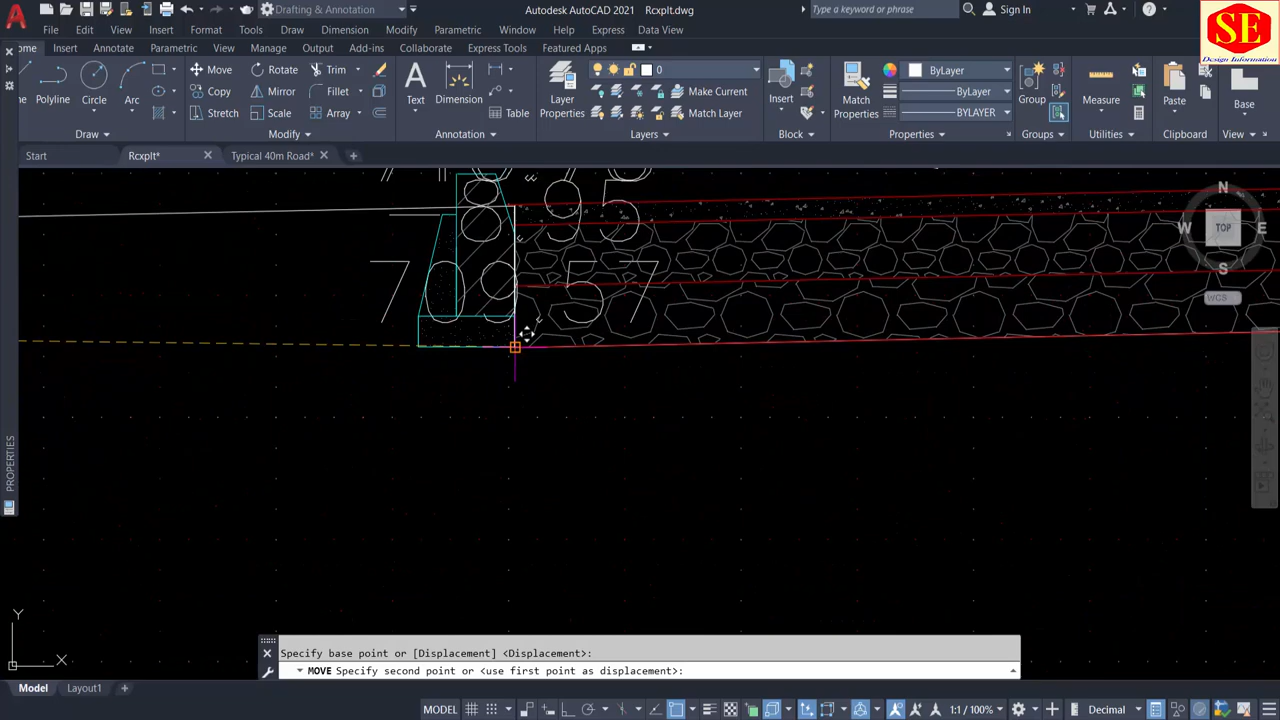 Drafting & Annotation
Autodesk AutoCAD 2021 Rcxplt.dwg
Type a keyword or phrase
Sign In
SE
Design Information
File Edit View Insert Format Tools Draw Dimension Modify Parametric Window Help Express Data View
ome Insert Annotate Parametric View Manage Output Add-ins Collaborate Express Tools Featured Apps
Polyline Circle Arc
Move Rotate Trim
Copy Mirror Fillet
Stretch Scale Array
Text Dimension
Table
Layer Properties
0
Make Current
Match Layer
Insert
Match Properties
ByLayer
ByLayer
BYLAYER
Group
Measure
Paste
Base
Draw Modify Annotation Layers Block Properties Groups Utilities Clipboard View
Start Rcxplt* Typical 40m Road*
N
W TOP E
S
WCS
PROPERTIES
Y
X
Specify base point or [Displacement] <Displacement>:
MOVE Specify second point or <use first point as displacement>:
Model Layout1
MODEL 1:1 / 100% Decimal